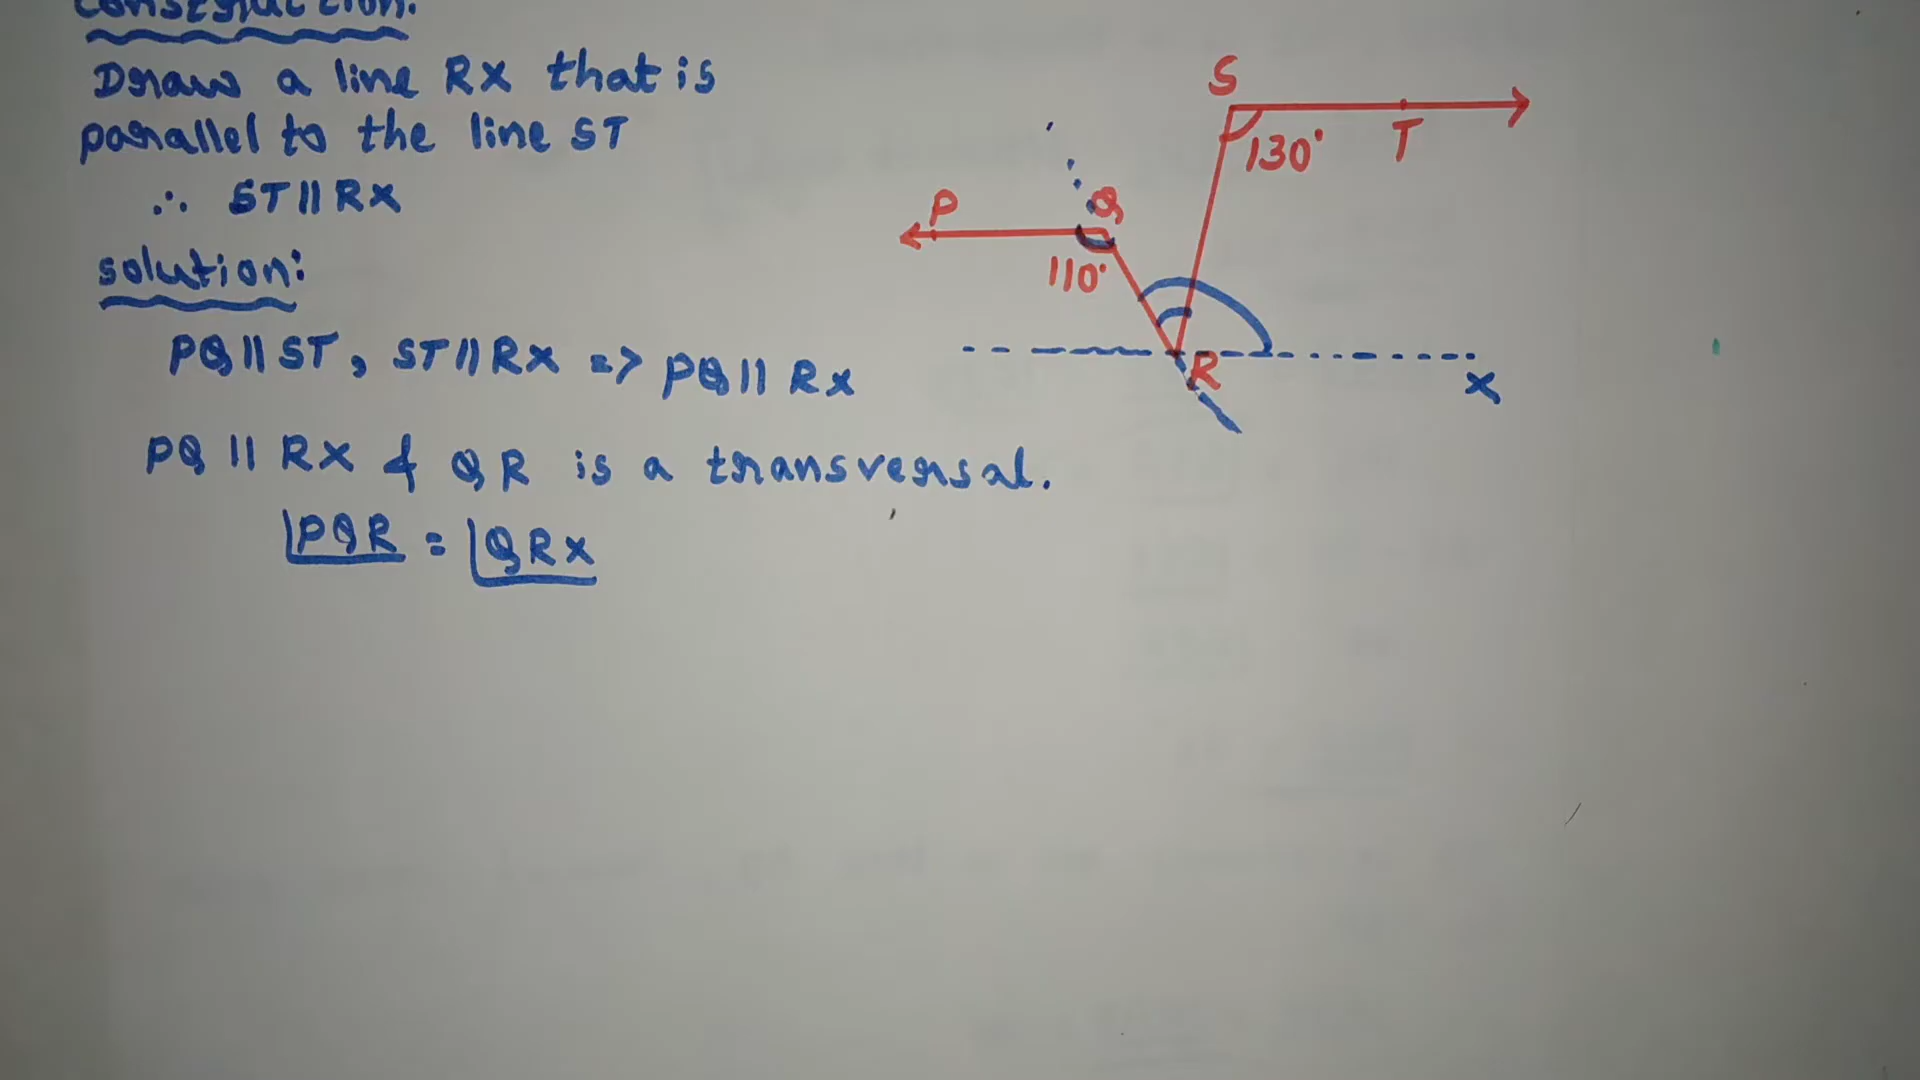 Construction:
Draw a line RX that is
parallel to the line ST
∴ ST || RX
Solution:
PQ || ST, ST || RX => PQ || RX
PQ || RX & QR is a transversal.
∠PQR = ∠QRX
S
T
130°
P
Q
110°
R
X